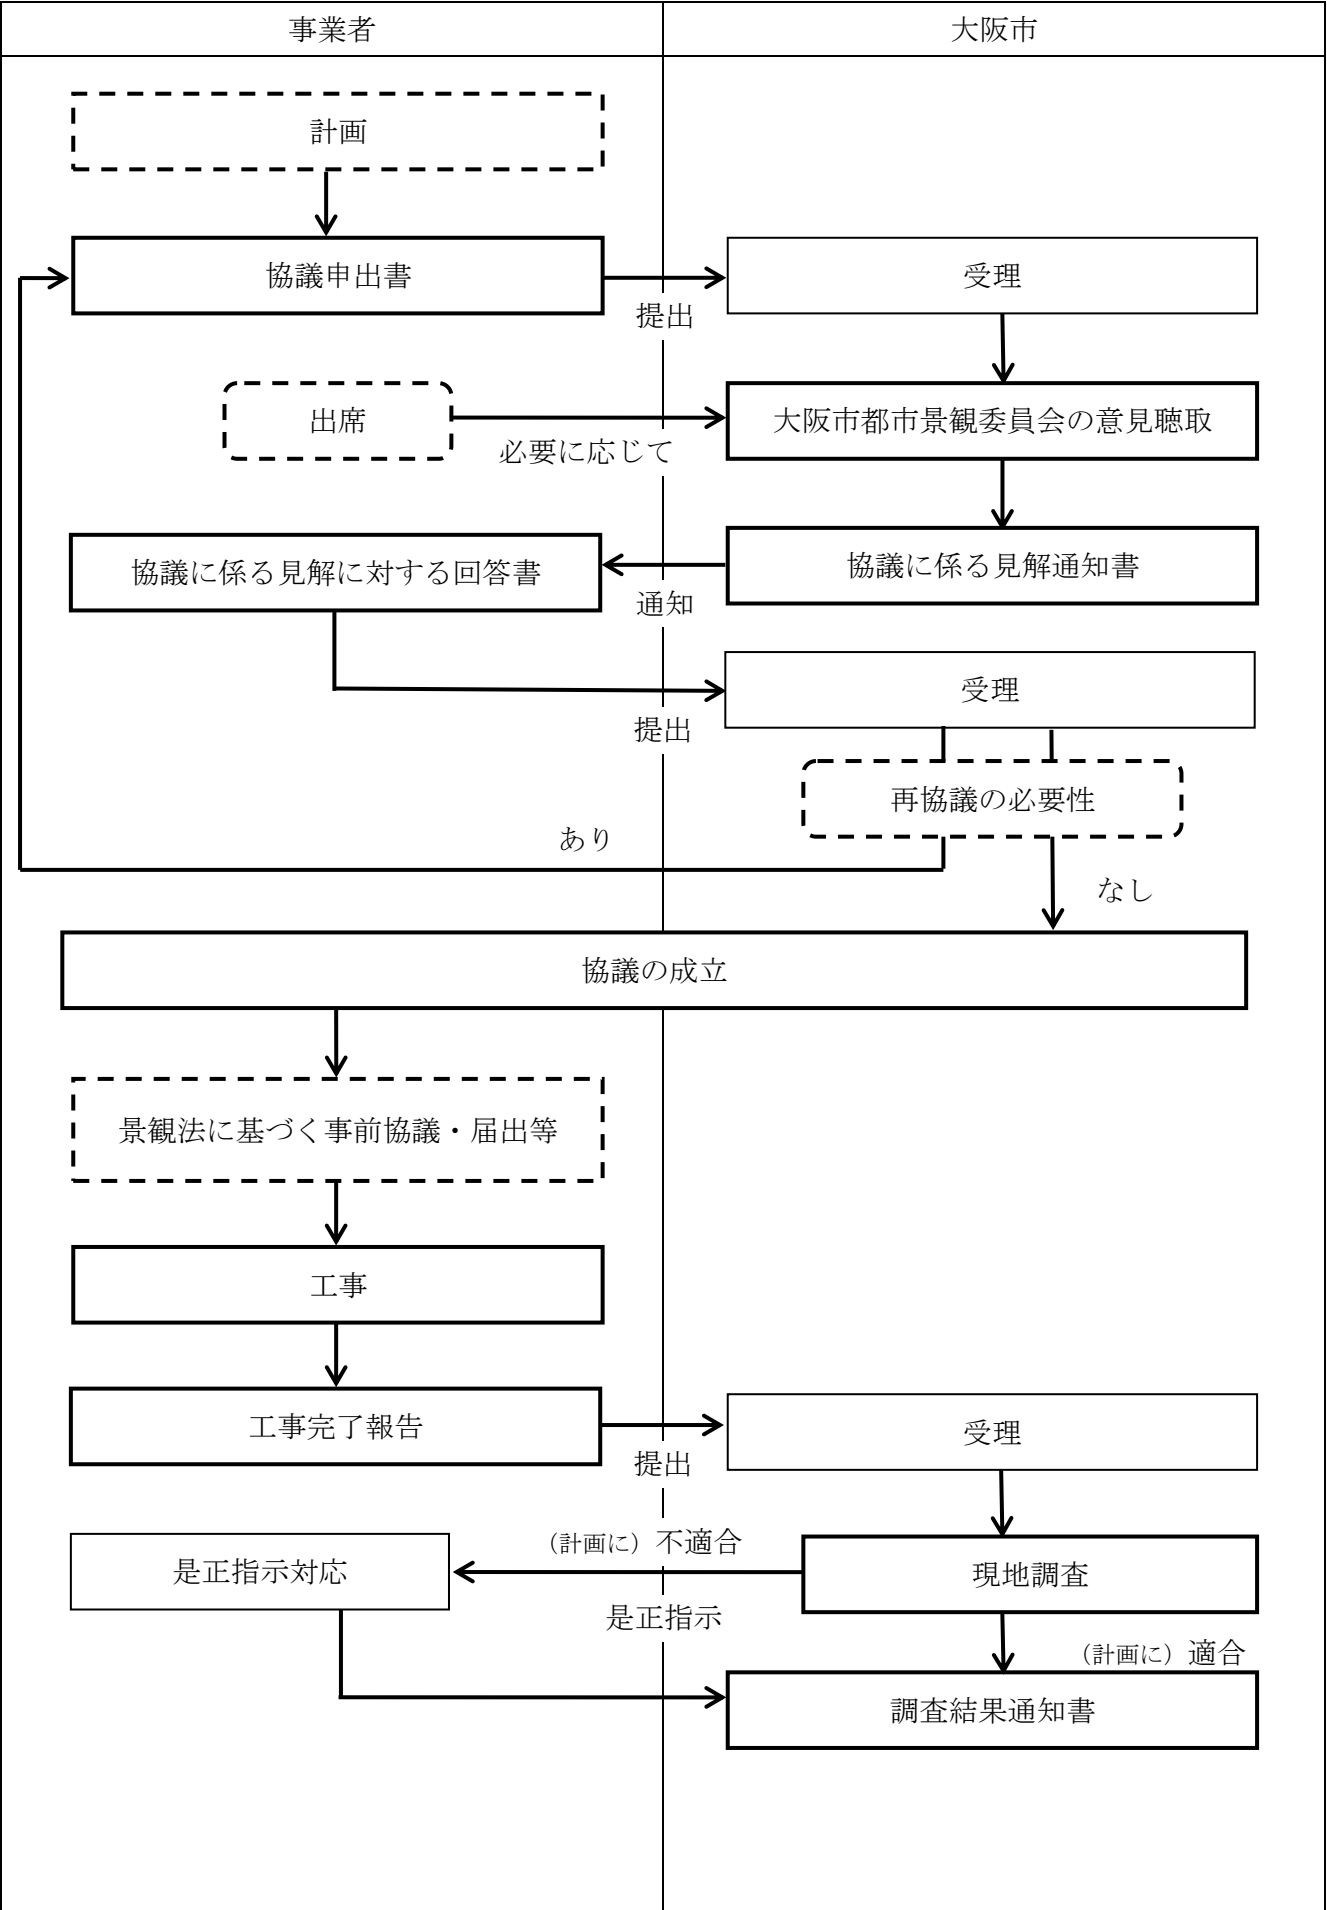 事業者
大阪市
計画
協議申出書
受理
提出
出席
大阪市都市景観委員会の意見聴取
必要に応じて
協議に係る見解通知書
協議に係る見解に対する回答書
通知
受理
提出
再協議の必要性
あり
なし
協議の成立
景観法に基づく事前協議・届出等
工事
工事完了報告
受理
提出
（計画に）不適合
是正指示対応
現地調査
是正指示
（計画に）適合
調査結果通知書